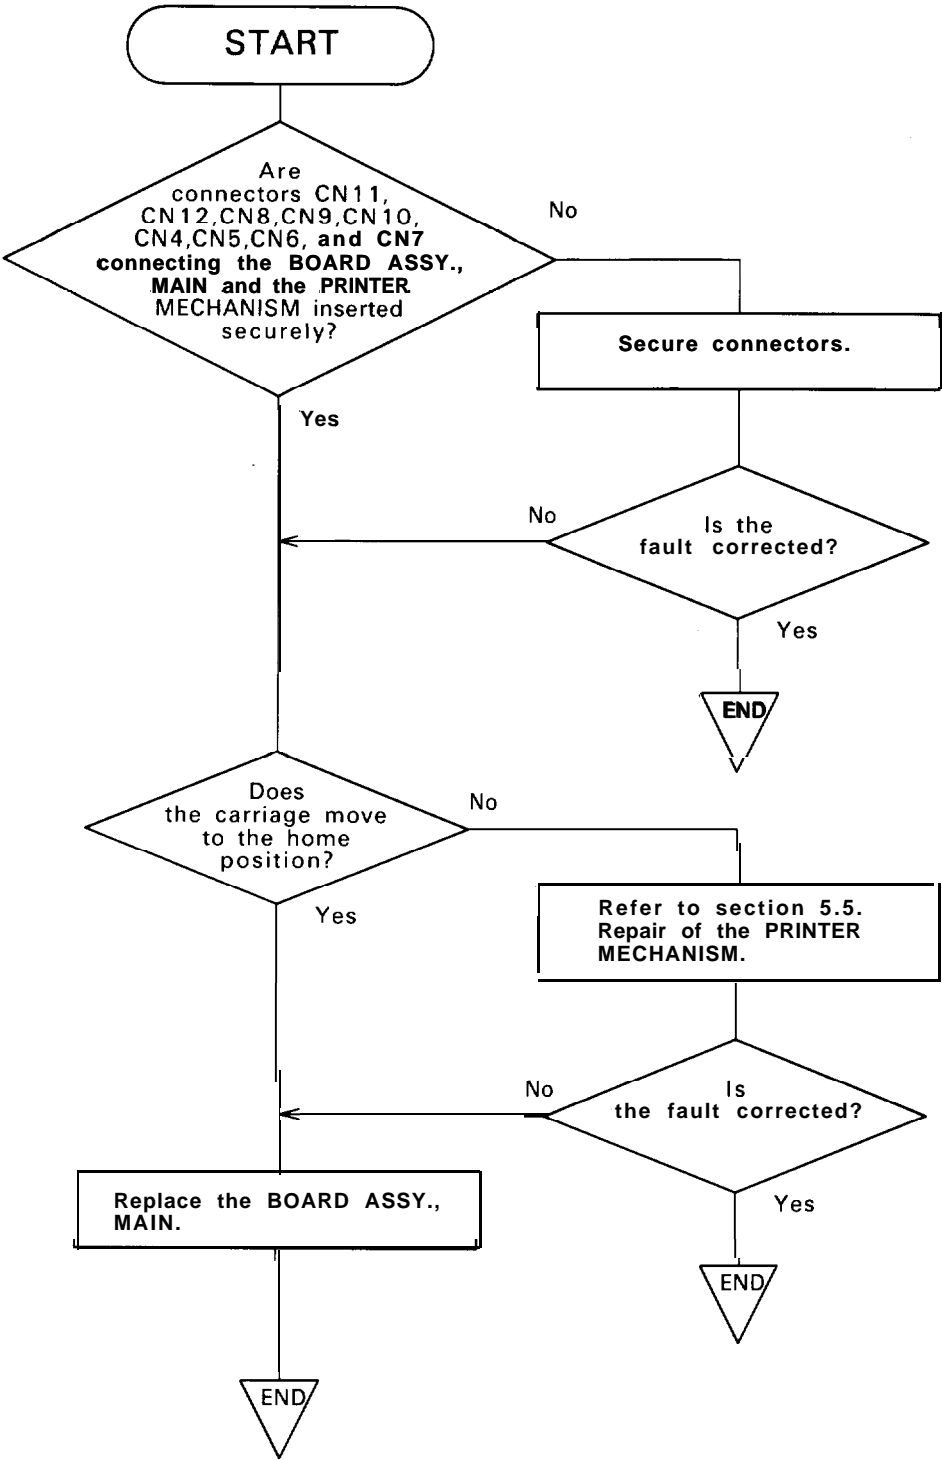 START
Are
connectors CN11,
CN12,CN8,CN9,CN10,
CN4,CN5,CN6, and CN7
connecting the BOARD ASSY.,
MAIN and the PRINTER
MECHANISM inserted
securely?
No
Secure connectors.
Yes
No
Is the
fault corrected?
Yes
END
Does
the carriage move
to the home
position?
No
Yes
Refer to section 5.5.
Repair of the PRINTER
MECHANISM.
No
Is
the fault corrected?
Yes
Replace the BOARD ASSY.,
MAIN.
END
END